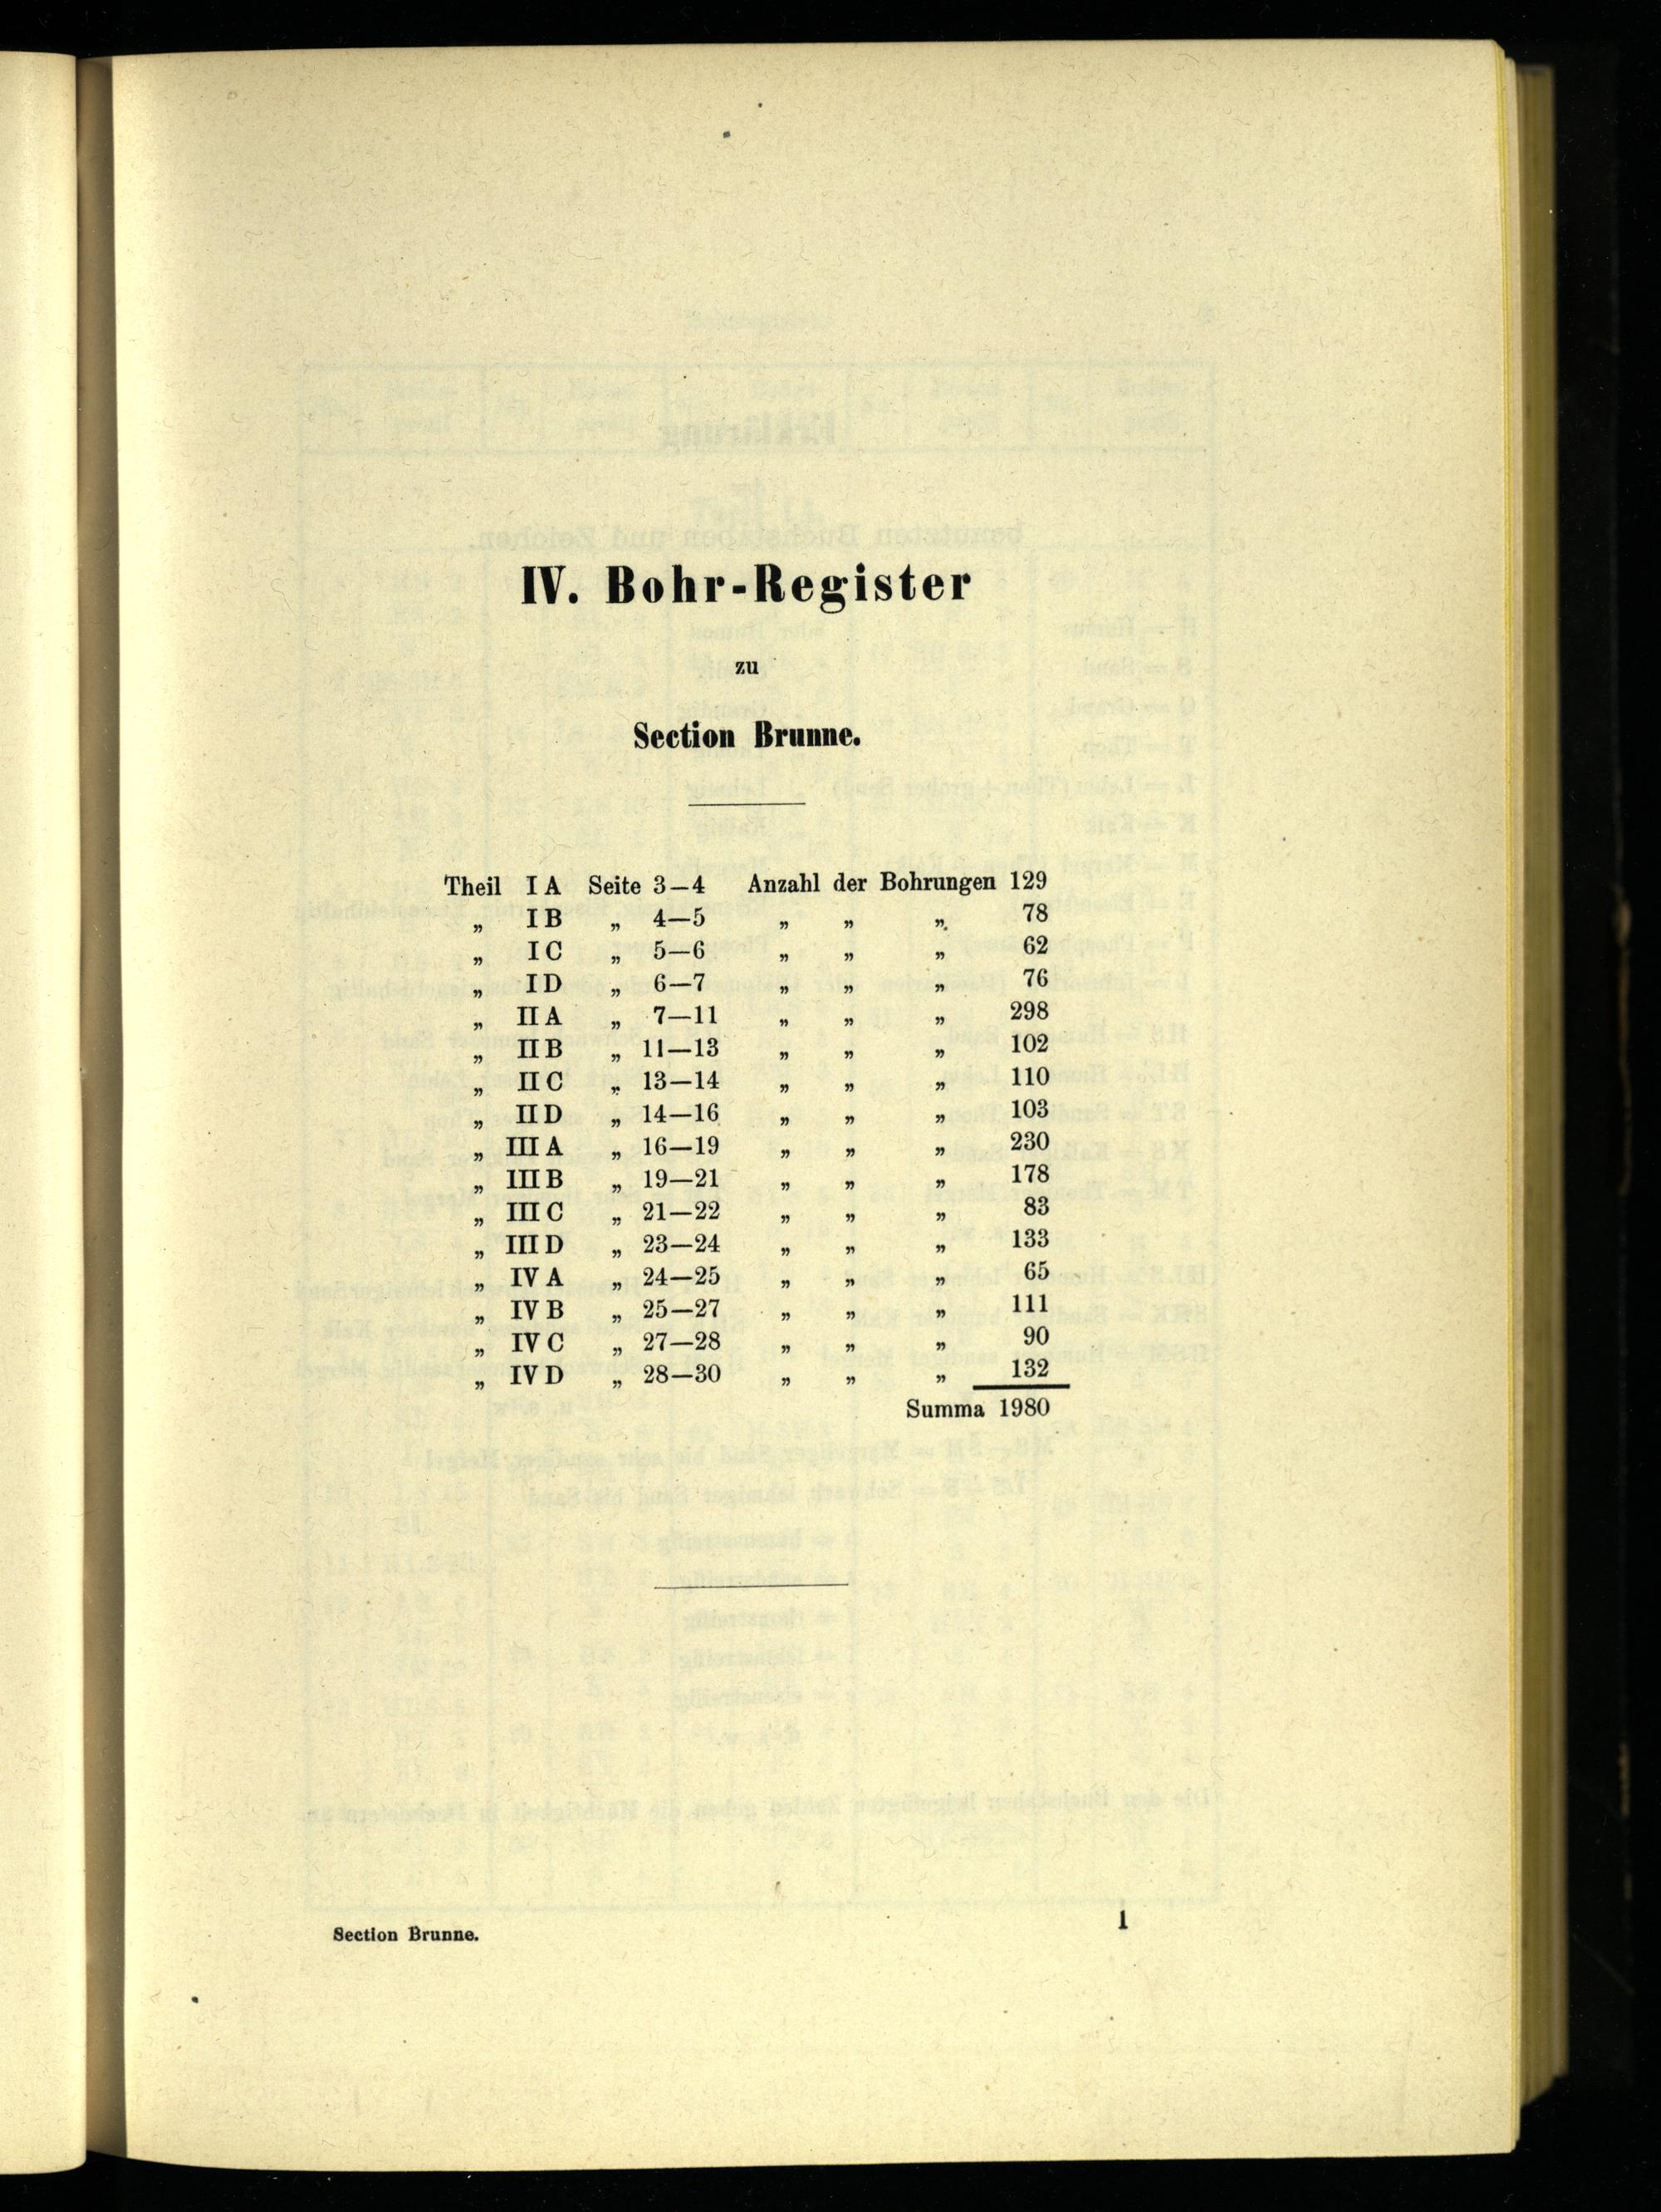 IV. Bohr-Register
zu
Section Brunne.
Theil I A Seite 3—4 Anzahl der Bohrungen 129
„ I B „ 4—5 „ „ „ 78
„ I C „ 5—6 „ „ „ 62
„ I D „ 6—7 „ „ „ 76
„ II A „ 7—11 „ „ „ 298
„ II B „ 11—13 „ „ „ 102
„ II C „ 13—14 „ „ „ 110
„ II D „ 14—16 „ „ „ 103
„ III A „ 16—19 „ „ „ 230
„ III B „ 19—21 „ „ „ 178
„ III C „ 21—22 „ „ „ 83
„ III D „ 23—24 „ „ „ 133
„ IV A „ 24—25 „ „ „ 65
„ IV B „ 25—27 „ „ „ 111
„ IV C „ 27—28 „ „ „ 90
„ IV D „ 28—30 „ „ „ 132
Summa 1980
Section Brunne. 1